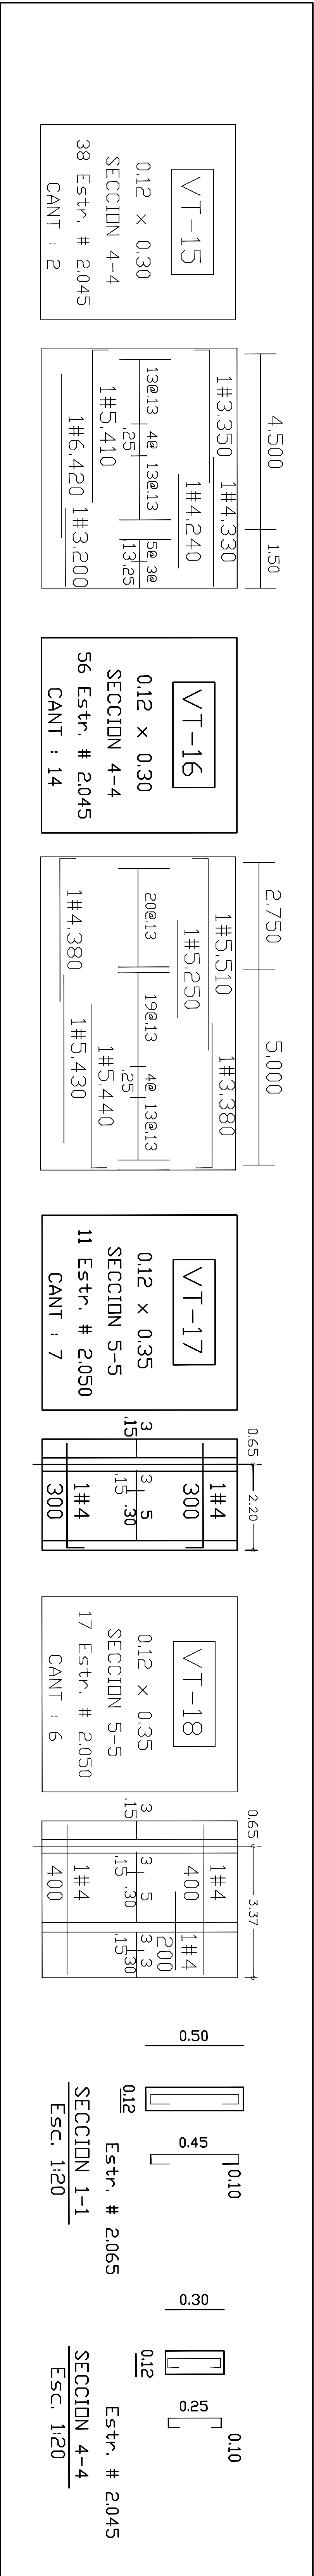 VT-15
0.12 x 0.30
SECCION 4-4
38 Estr. # 2.045
CANT : 2
4.500 1.50
1#3.350 1#4.330
1#4.240
13@.13 4@ .25 13@.13 5@ .13 3@ .25
1#5.410
1#6.420 1#3.200
VT-16
0.12 x 0.30
SECCION 4-4
56 Estr. # 2.045
CANT : 14
2.750 5.000
1#5.510 1#3.380
1#5.250
20@.13 19@.13 4@ .25 13@.13
1#5.440
1#4.380 1#5.430
VT-17
0.12 x 0.35
SECCION 5-5
11 Estr. # 2.050
CANT : 7
0.65 2.20
1#4
300
3 3 5
.15 .15 .30
1#4
300
VT-18
0.12 x 0.35
SECCION 5-5
17 Estr. # 2.050
CANT : 6
0.65 3.37
1#4
400
1#4
200
3 3 5 3 3
.15 .15 .30 .15 .30
1#4
400
0.50
0.12
0.45
0.10
Estr. # 2.065
SECCION 1-1
Esc. 1:20
0.30
0.12
0.25
0.10
Estr. # 2.045
SECCION 4-4
Esc. 1:20